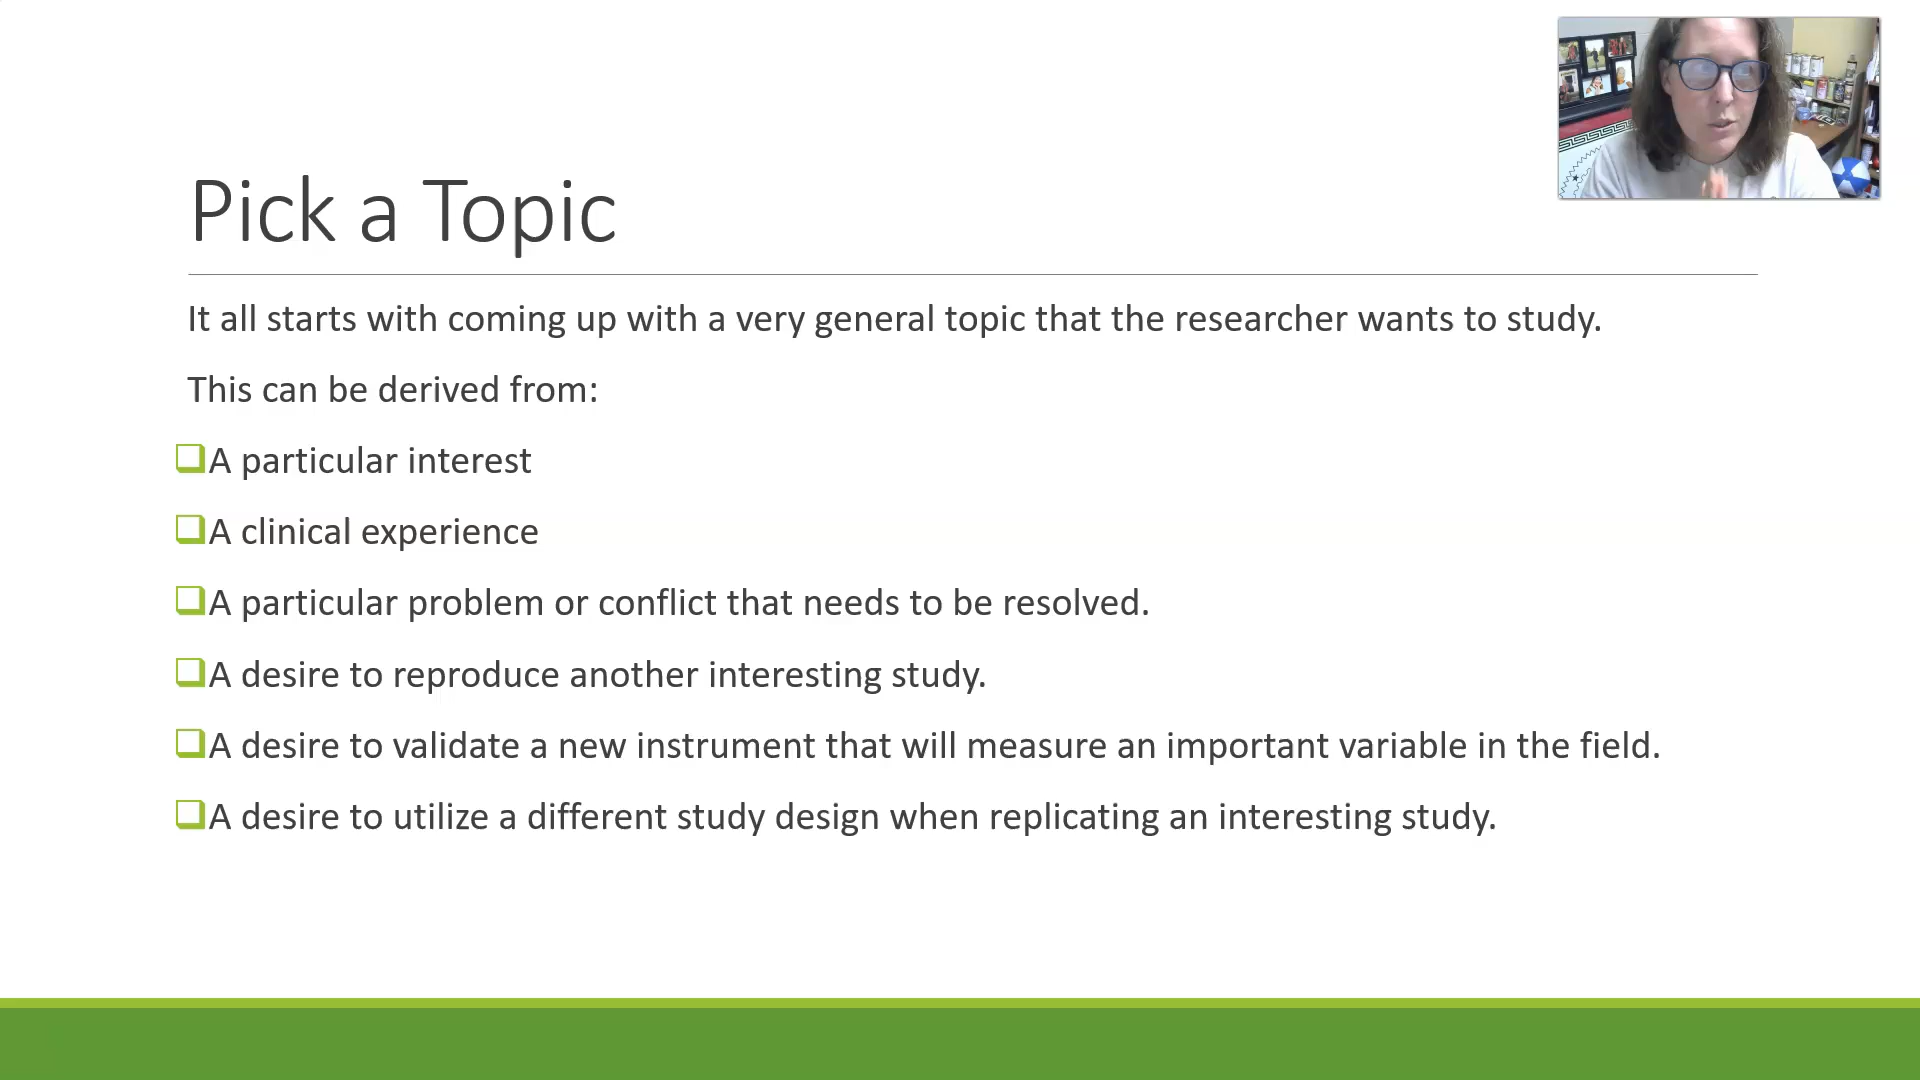 Pick a Topic
It all starts with coming up with a very general topic that the researcher wants to study.
This can be derived from:
A particular interest
A clinical experience
A particular problem or conflict that needs to be resolved.
A desire to reproduce another interesting study.
A desire to validate a new instrument that will measure an important variable in the field.
A desire to utilize a different study design when replicating an interesting study.